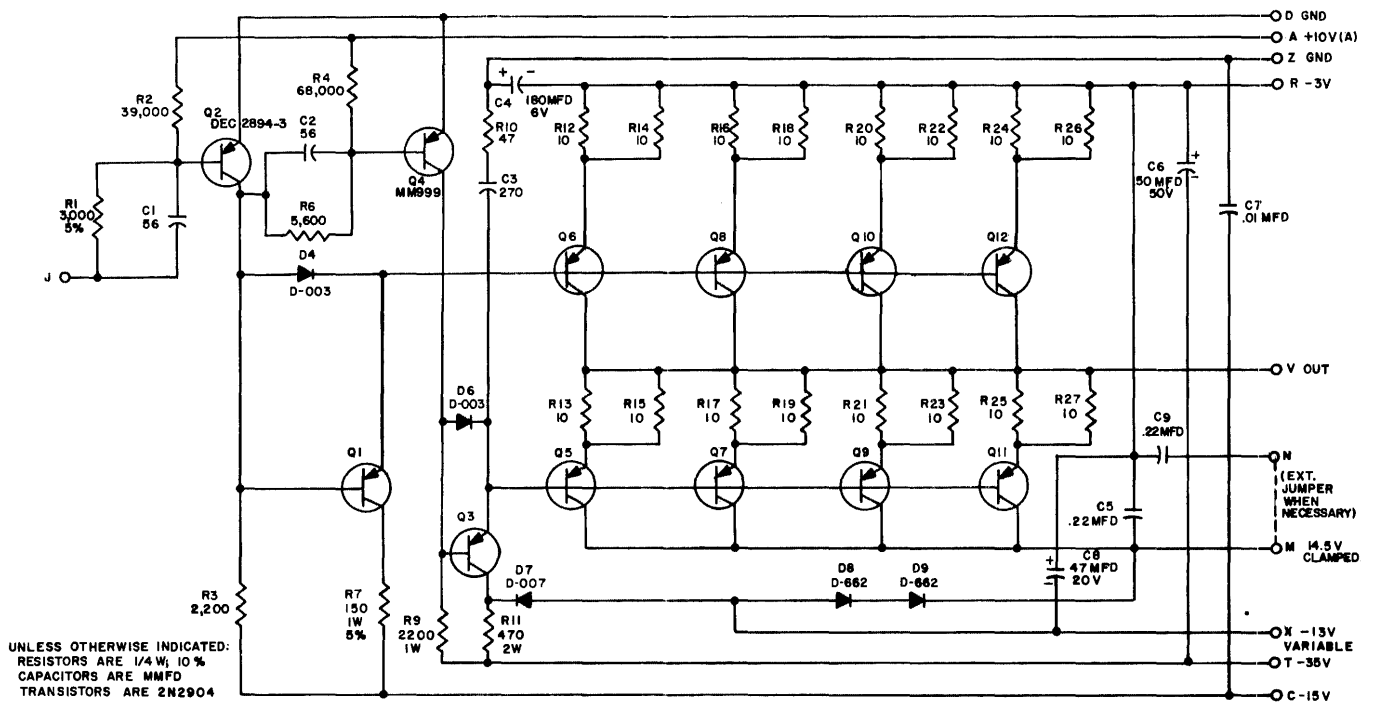 D GND
A +10V(A)
Z GND
R -3V
R2
39,000
Q2
DEC 2894-3
R4
68,000
C2
56
R6
5,600
Q4
MM999
C4
180MFD
6V
+
-
R10
47
C3
270
R12
10
R14
10
R16
10
R18
10
R20
10
R22
10
R24
10
R26
10
C6
50 MFD
50V
+
-
C7
.01 MFD
R1
3,000
5%
C1
56
J
D4
D-003
Q6
Q8
Q10
Q12
V OUT
D6
D-003
R13
10
R15
10
R17
10
R19
10
R21
10
R23
10
R25
10
R27
10
C9
.22MFD
Q1
Q5
Q7
Q9
Q11
N
(EXT.
JUMPER
WHEN
NECESSARY)
C5
.22MFD
Q3
M 14.5V
CLAMPED
C8
47MFD
20V
+
-
D7
D-007
D8
D-662
D9
D-662
R3
2,200
R7
150
1W
5%
R9
2200
1W
R11
470
2W
X -13V
VARIABLE
T -35V
C -15V
UNLESS OTHERWISE INDICATED:
RESISTORS ARE 1/4 W; 10 %
CAPACITORS ARE MMFD
TRANSISTORS ARE 2N2904